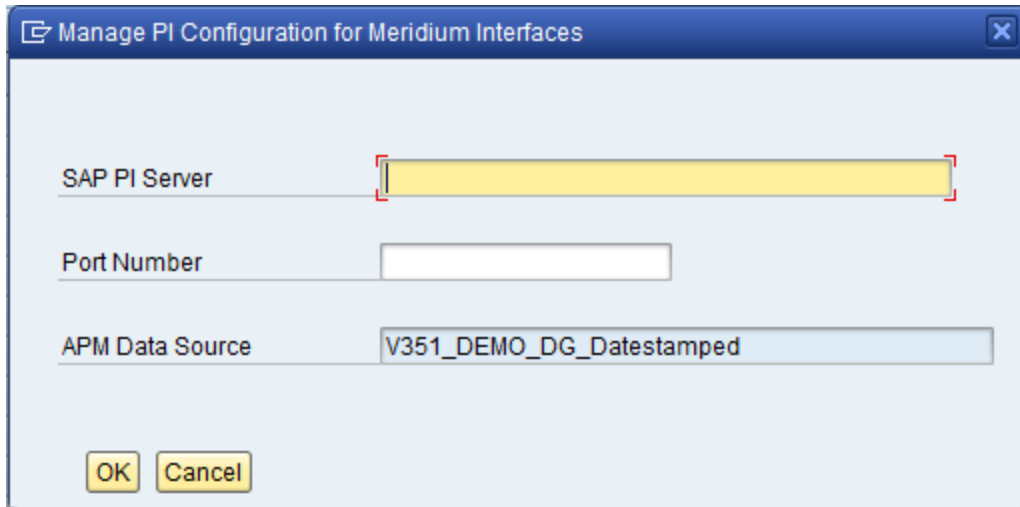 Manage PI Configuration for Meridium Interfaces
SAP PI Server
Port Number
APM Data Source V351_DEMO_DG_Datestamped
OK Cancel